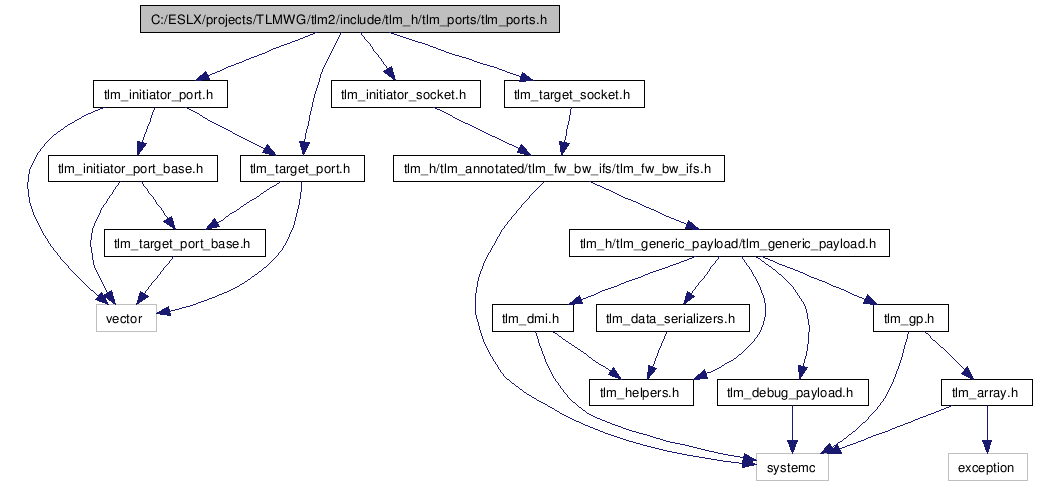 C:/ESLX/projects/TLMWG/tlm2/include/tlm_h/tlm_ports/tlm_ports.h
tlm_initiator_port.h
tlm_initiator_socket.h
tlm_target_socket.h
tlm_initiator_port_base.h
tlm_target_port.h
tlm_h/tlm_annotated/tlm_fw_bw_ifs/tlm_fw_bw_ifs.h
tlm_target_port_base.h
tlm_h/tlm_generic_payload/tlm_generic_payload.h
vector
tlm_dmi.h
tlm_data_serializers.h
tlm_gp.h
tlm_helpers.h
tlm_debug_payload.h
tlm_array.h
systemc
exception